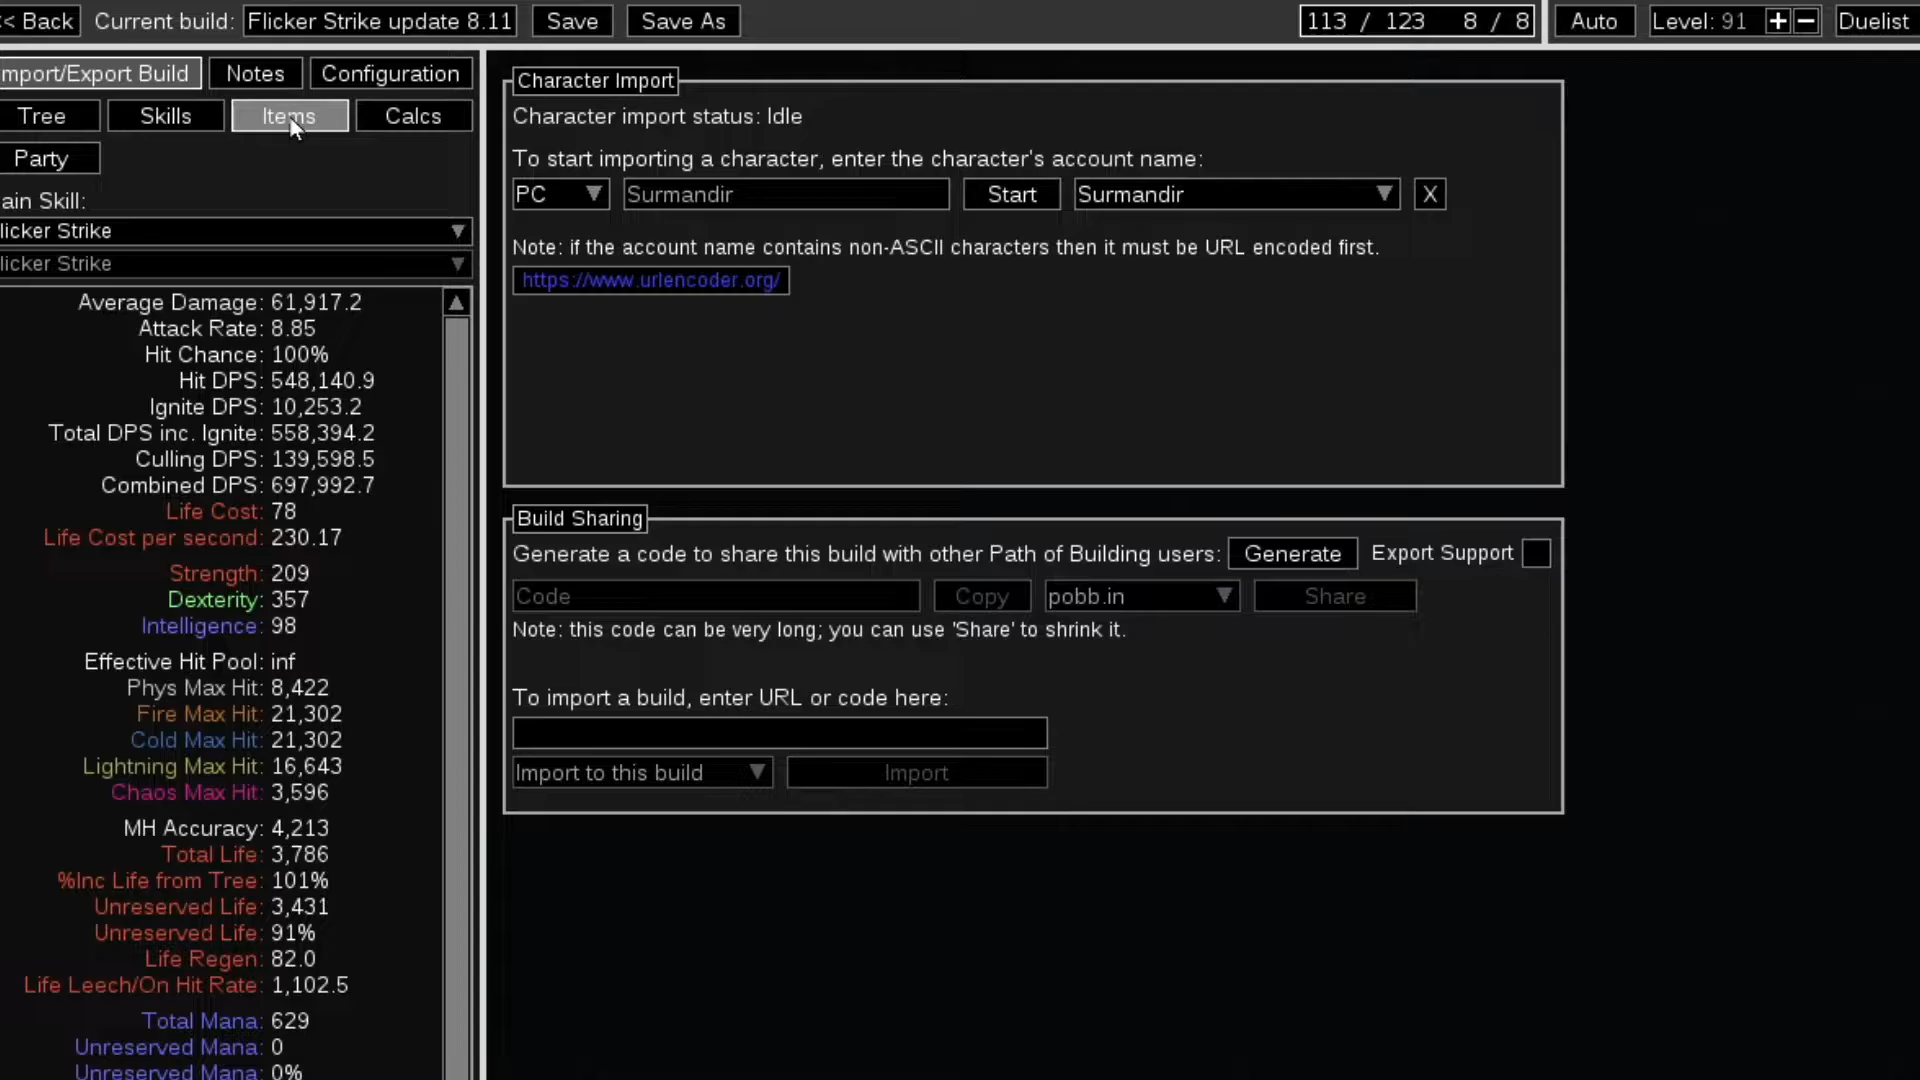 << Back Current build: Flicker Strike update 8.11 Save Save As 113 / 123 8 / 8 Auto Level: 91 + − Duelist
mport/Export Build Notes Configuration
Tree Skills Items Calcs
Party
ain Skill:
licker Strike
licker Strike
Average Damage: 61,917.2
Attack Rate: 8.85
Hit Chance: 100%
Hit DPS: 548,140.9
Ignite DPS: 10,253.2
Total DPS inc. Ignite: 558,394.2
Culling DPS: 139,598.5
Combined DPS: 697,992.7
Life Cost: 78
Life Cost per second: 230.17
Strength: 209
Dexterity: 357
Intelligence: 98
Effective Hit Pool: inf
Phys Max Hit: 8,422
Fire Max Hit: 21,302
Cold Max Hit: 21,302
Lightning Max Hit: 16,643
Chaos Max Hit: 3,596
MH Accuracy: 4,213
Total Life: 3,786
%Inc Life from Tree: 101%
Unreserved Life: 3,431
Unreserved Life: 91%
Life Regen: 82.0
Life Leech/On Hit Rate: 1,102.5
Total Mana: 629
Unreserved Mana: 0
Unreserved Mana: 0%
Character Import
Character import status: Idle
To start importing a character, enter the character's account name:
PC Surmandir Start Surmandir X
Note: if the account name contains non-ASCII characters then it must be URL encoded first.
https://www.urlencoder.org/
Build Sharing
Generate a code to share this build with other Path of Building users: Generate Export Support
Code Copy pobb.in Share
Note: this code can be very long; you can use 'Share' to shrink it.
To import a build, enter URL or code here:
Import to this build Import